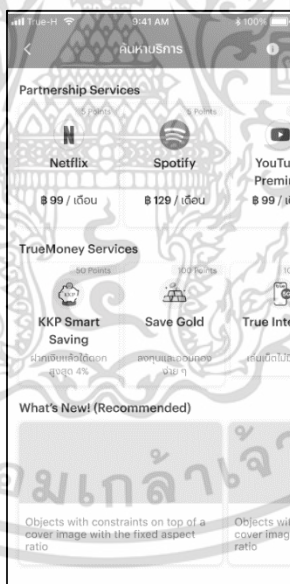 True-H 9:41 AM 100%
ค้นหาบริการ
Partnership Services
5 Points 5 Points
Netflix Spotify YouTu
Premi
฿ 99 / เดือน ฿ 129 / เดือน ฿ 99 / เ
TrueMoney Services
50 Points 100 Points 10
KKP Smart Save Gold True Inte
Saving
ฝากเงินแล้วได้ดอก ลงทุนและออมทอง
สูงสุด 4% ง่าย ๆ
What's New! (Recommended)
Objects with constraints on top of a Objects wit
cover image with the fixed aspect cover imag
ratio ratio